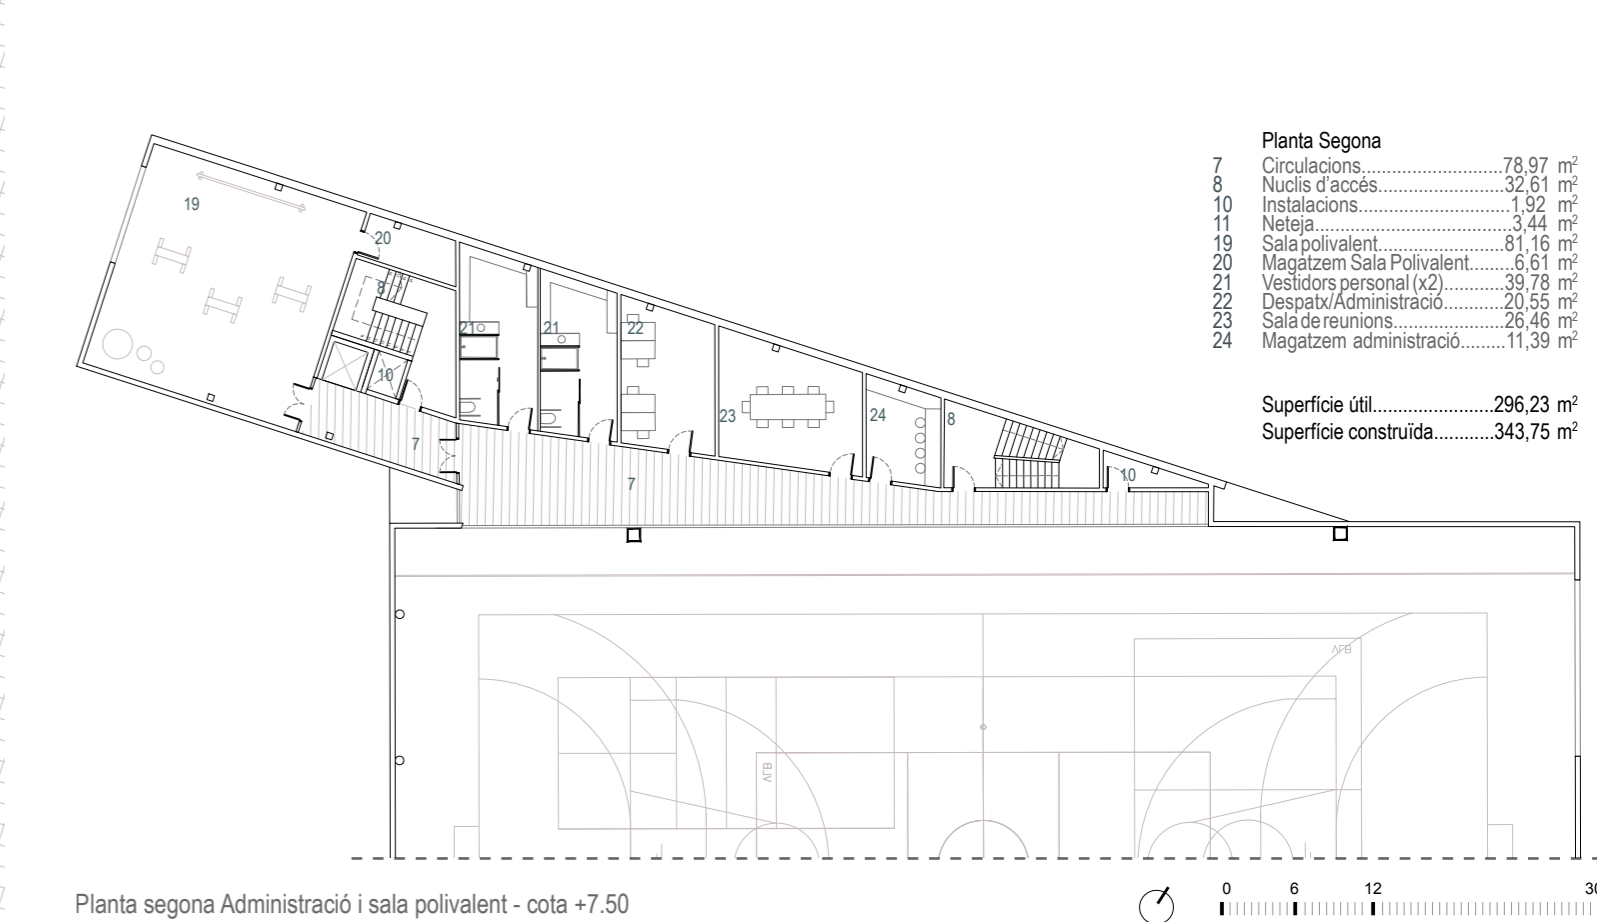 Planta Segona
7 Circulacions..........................78,97 m²
8 Nuclis d'accés.......................32,61 m²
10 Instalacions............................1,92 m²
11 Neteja....................................3,44 m²
19 Sala polivalent.......................81,16 m²
20 Magatzem Sala Polivalent........6,61 m²
21 Vestidors personal (x2)...........39,78 m²
22 Despatx/Administració...........20,55 m²
23 Sala de reunions....................26,46 m²
24 Magatzem administració........11,39 m²
Superfície útil......................296,23 m²
Superfície construïda............343,75 m²
19
20
8
21
21
22
10
23
24
8
7
10
7
ALB
ALB
Planta segona Administració i sala polivalent - cota +7.50
0 6 12 30